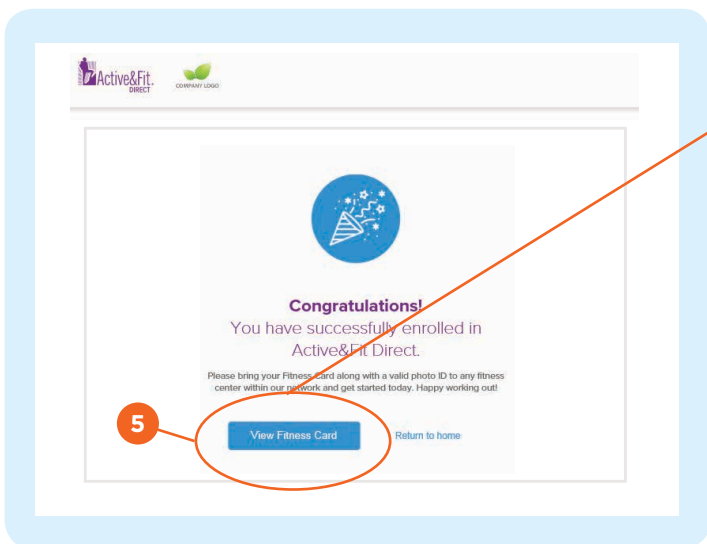 Active&Fit.
DIRECT
COMPANY LOGO
Congratulations!
You have successfully enrolled in
Active&Fit Direct.
Please bring your Fitness Card along with a valid photo ID to any fitness
center within our network and get started today. Happy working out!
5
View Fitness Card
Return to home